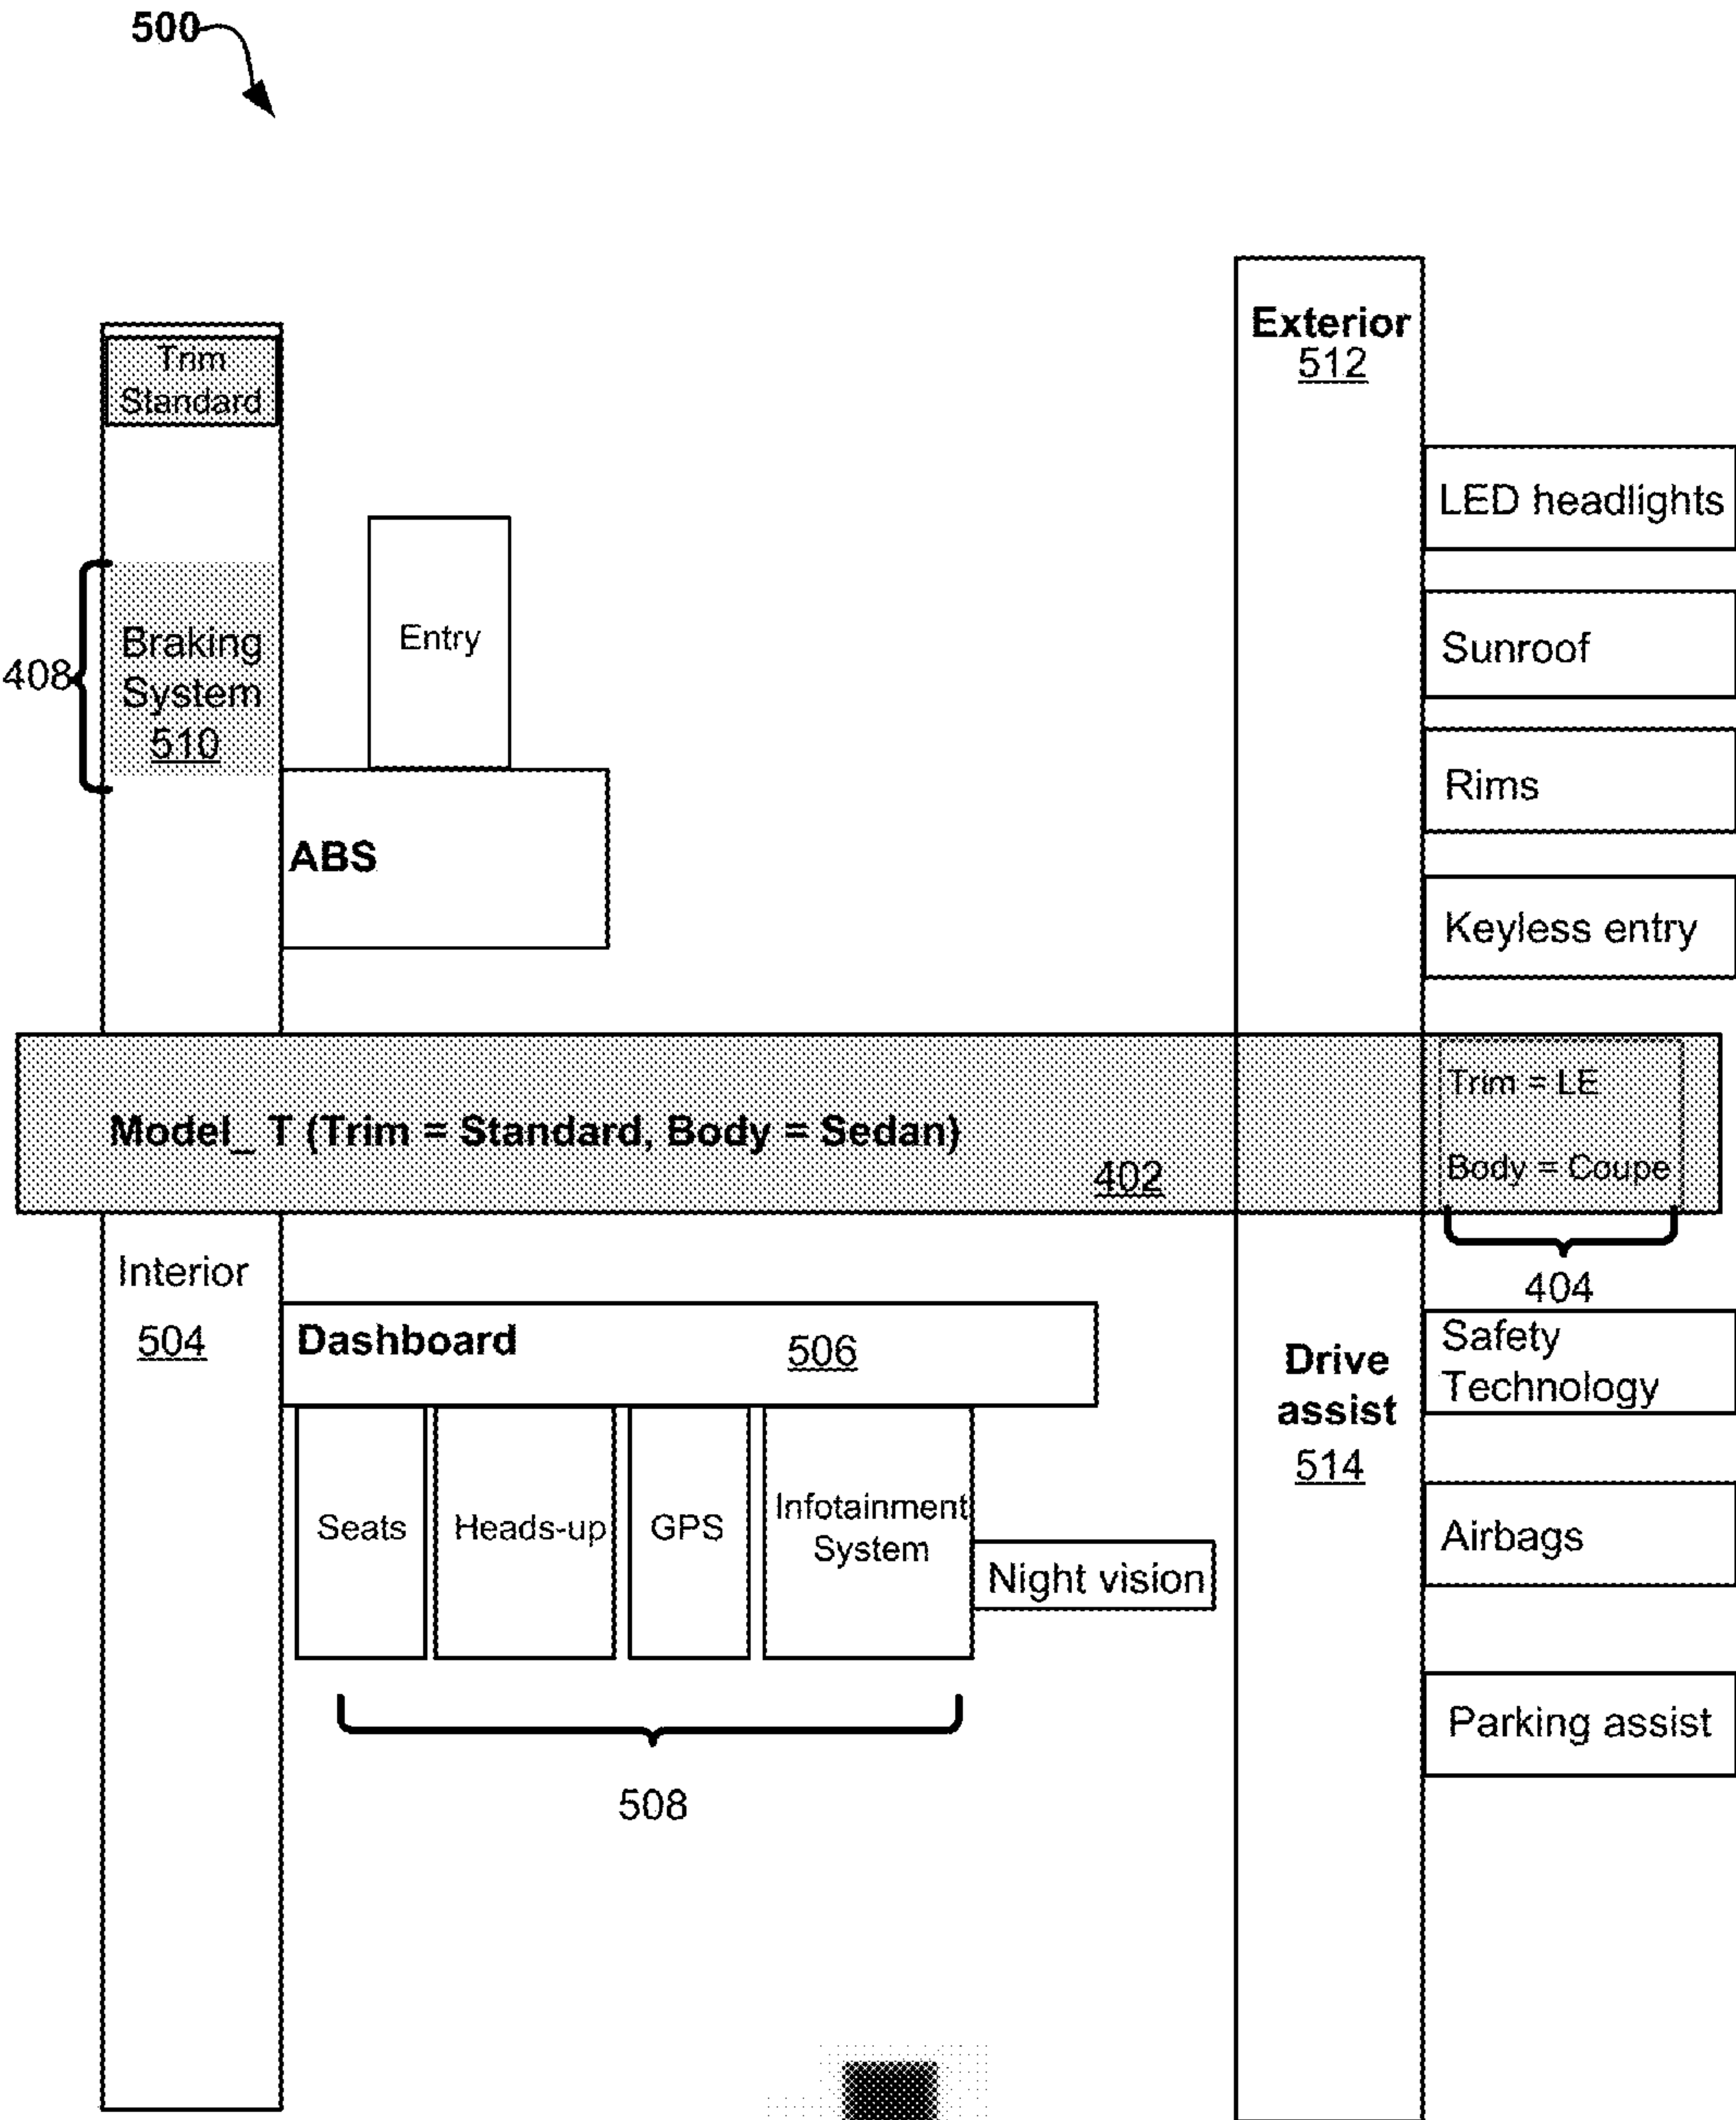 500
Exterior
512
Trim
Standard
LED headlights
Sunroof
Rims
Keyless entry
408
Braking
System
510
Entry
ABS
Model_T (Trim = Standard, Body = Sedan)
402
Trim = LE
Body = Coupe
404
Interior
504
Dashboard
506
Seats
Heads-up
GPS
Infotainment
System
Night vision
508
Drive
assist
514
Safety
Technology
Airbags
Parking assist